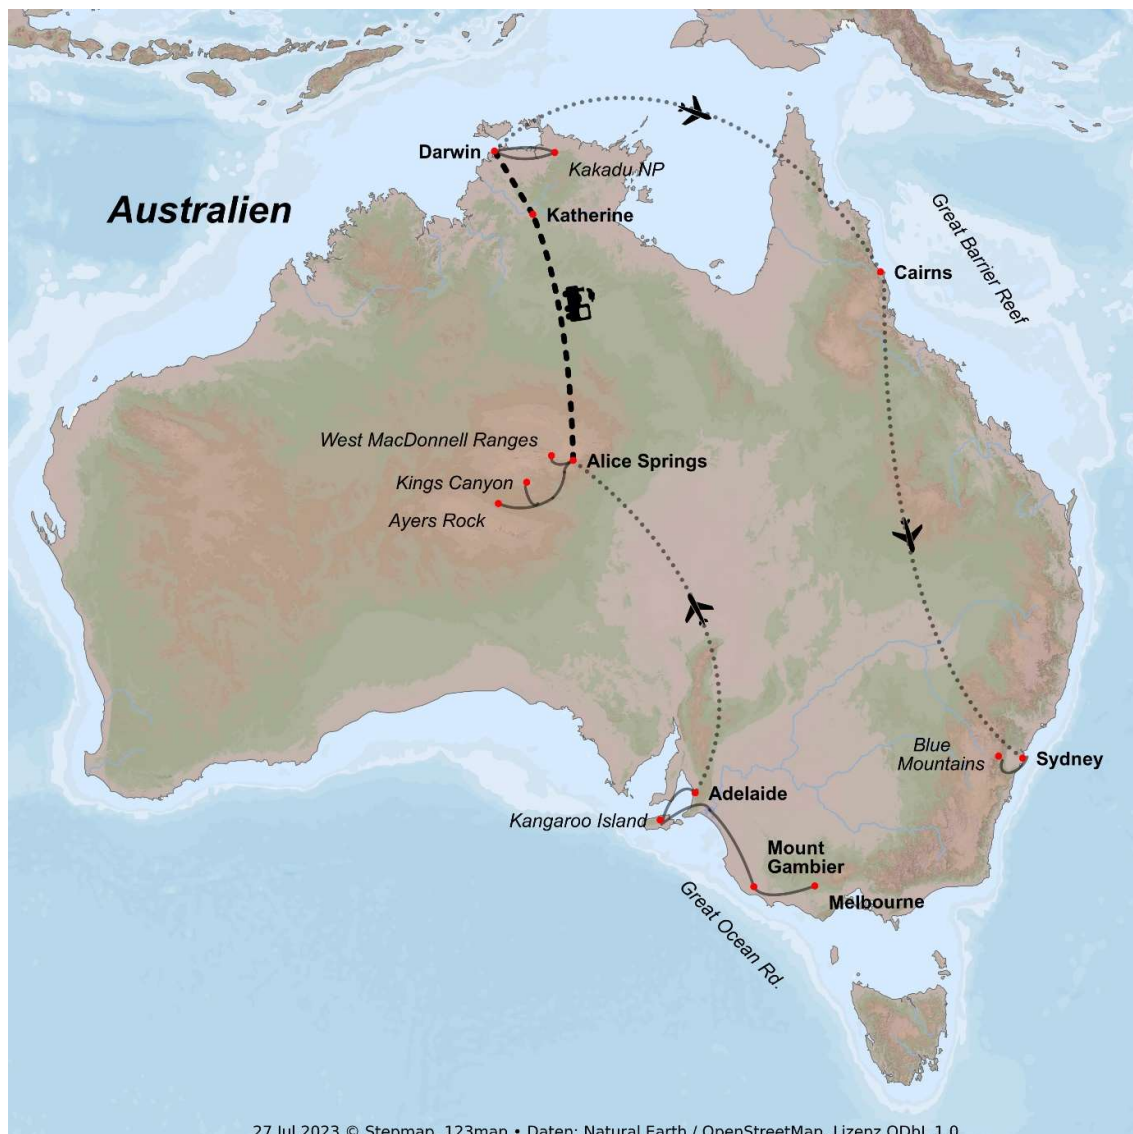 Darwin
Kakadu NP
Australien
Katherine
Great Barrier Reef
Cairns
West MacDonnell Ranges
Alice Springs
Kings Canyon
Ayers Rock
Blue
Mountains
Sydney
Adelaide
Kangaroo Island
Mount
Gambier
Melbourne
Great Ocean Rd.
27 Jul 2023 © Stepmap, 123map • Daten: Natural Earth / OpenStreetMap, Lizenz ODbL 1.0